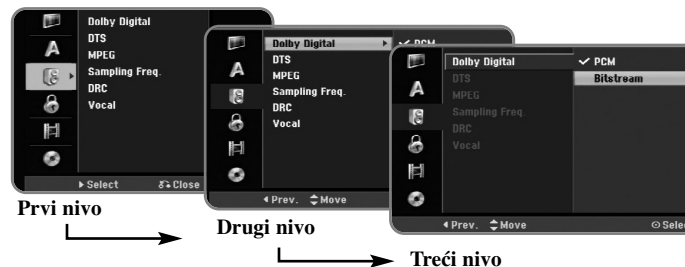 Dolby Digital
DTS
MPEG
Sampling Freq.
DRC
Vocal
Select
Close
Prvi nivo
Dolby Digital
DTS
MPEG
Sampling Freq.
DRC
Vocal
PCM
Prev.
Move
Drugi nivo
Dolby Digital
DTS
MPEG
Sampling Freq.
DRC
Vocal
✓ PCM
Bitstream
Prev.
Move
Selec
Treći nivo